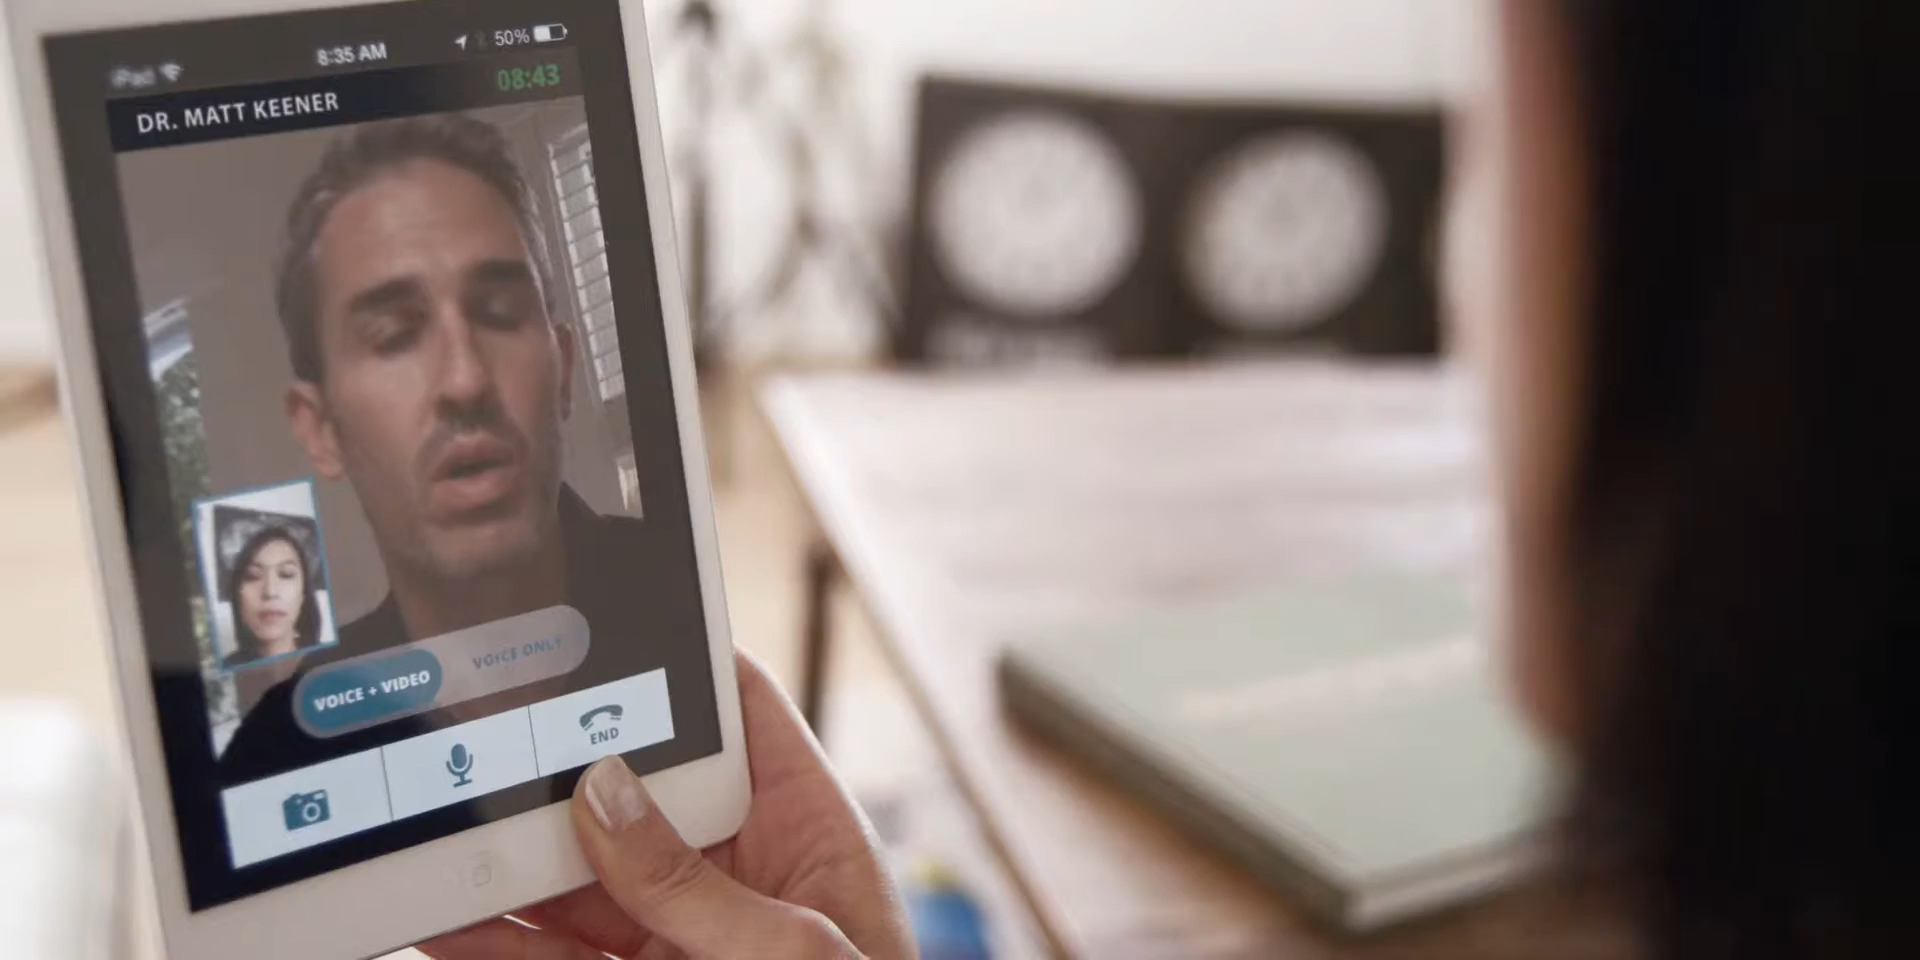 iPad 8:35 AM 50%
08:43
DR. MATT KEENER
VOICE + VIDEO VOICE ONLY
END